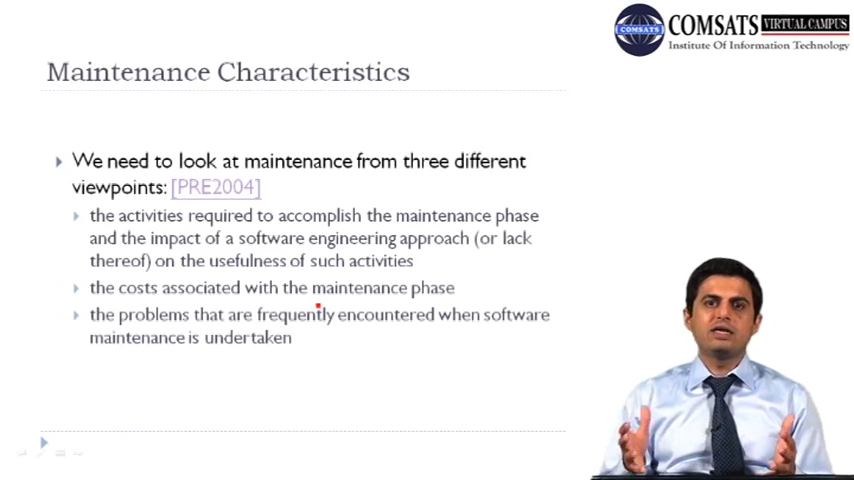 COMSATS VIRTUAL CAMPUS
COMSATS
Institute Of Information Technology
Maintenance Characteristics
We need to look at maintenance from three different
viewpoints: [PRE2004]
the activities required to accomplish the maintenance phase
and the impact of a software engineering approach (or lack
thereof) on the usefulness of such activities
the costs associated with the maintenance phase
the problems that are frequently encountered when software
maintenance is undertaken